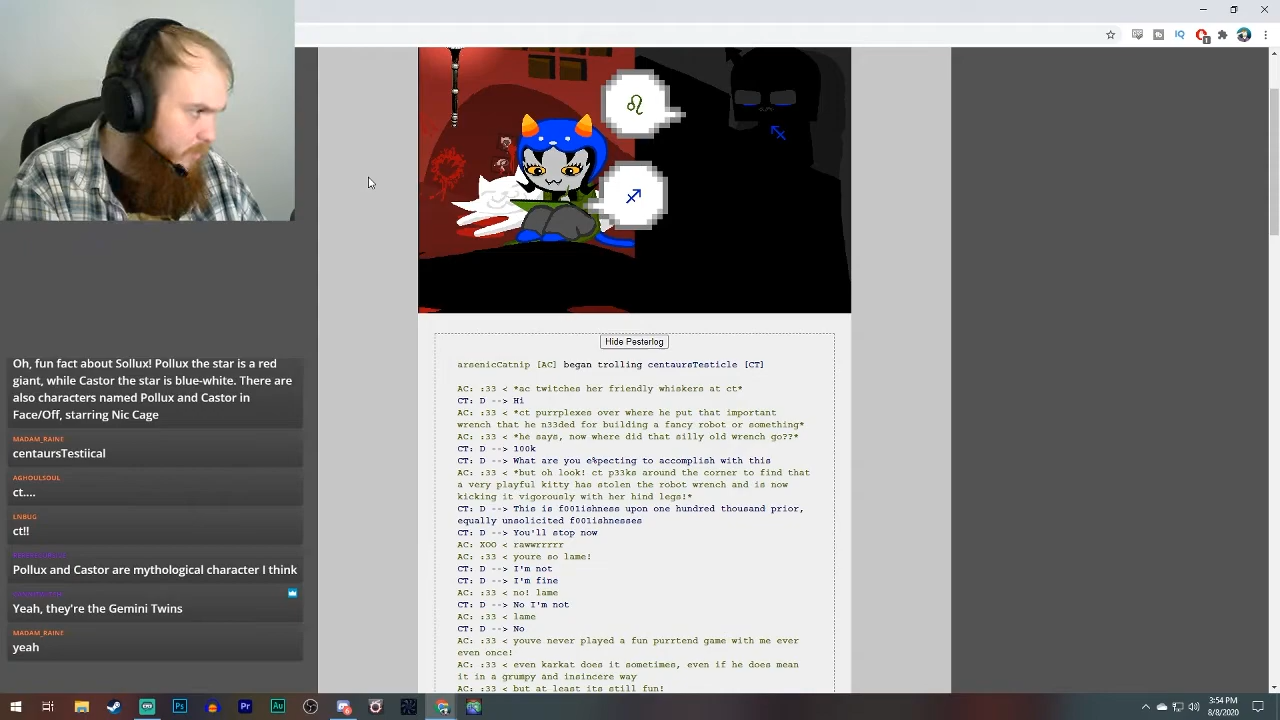 Oh, fun fact about Sollux! Pollux the star is a red
giant, while Castor the star is blue-white. There are
also characters named Pollux and Castor in
Face/Off, starring Nic Cage
MADAM_RAINE
centaursTestiical
AGHOULSOUL
ct....
LNBUG
ct!!
Pollux and Castor are mythological character I think
Yeah, they're the Gemini Twins
MADAM_RAINE
yeah
Hide Pesterlog
arsenicCatnip [AC] began trolling centaursTesticle [CT]
AC: :33 < *ac twitches her friendly whiskers at ct*
CT: D --> Hi
AC: :33 < *ct purrplexes over where he put that important
wrench that he n33ded for building a fancy robot or something*
AC: :33 < *he says, now where did that silly old wrench go??*
CT: D --> 100k
CT: D --> What are you e%pecting to accomplish with this
AC: :33 < *but oh look! ct p33ks around the corner to find that
a very playful kitty has stolen the robot wrench and is now
kicking it vigorously with her hind legs!*
CT: D --> This is f001ishness upon one hundred thousand prior,
equally unsolicited f001ishnesses
CT: D --> You'll stop now
AC: XOO < rawwrrrrr
AC: :33 < youre so lame!
CT: D --> I'm not
CT: D --> I'm fine
AC: :33 < no! lame
CT: D --> No I'm not
AC: :33 < lame
CT: D --> No
AC: :33 < youve never played a fun purrtend game with me ever
even once!
AC: :33 < even karkat does it sometimes, even if he does mean
it in a grumpy and insincere way
AC: :33 < but at least its still fun!
3:54 PM
8/8/2020